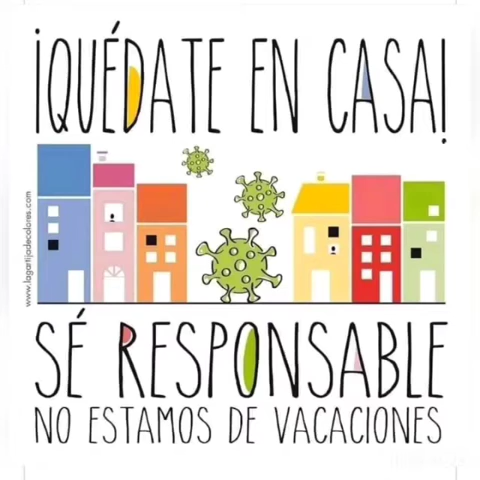 ¡QUÉDATE EN CASA!
www.lagartijadecolores.com
SÉ RESPONSABLE
NO ESTAMOS DE VACACIONES